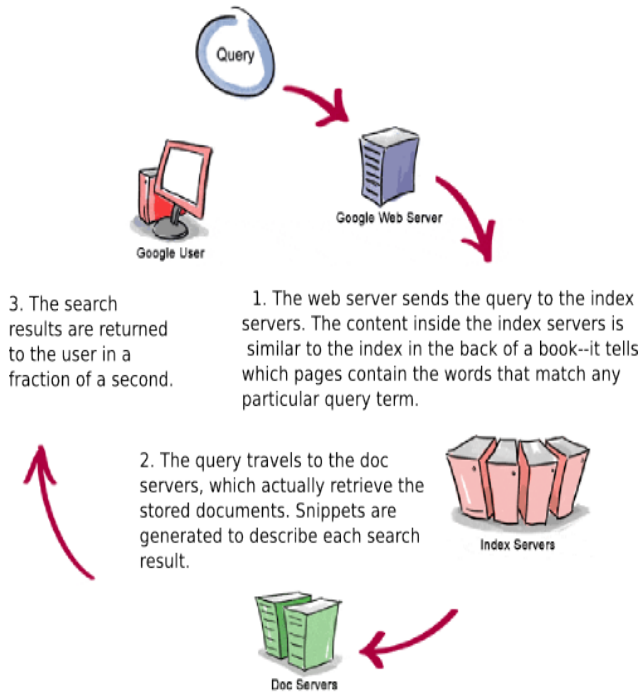 Query
Google Web Server
Google User
1. The web server sends the query to the index
servers. The content inside the index servers is
similar to the index in the back of a book--it tells
which pages contain the words that match any
particular query term.
3. The search
results are returned
to the user in a
fraction of a second.
2. The query travels to the doc
servers, which actually retrieve the
stored documents. Snippets are
generated to describe each search
result.
Index Servers
Doc Servers